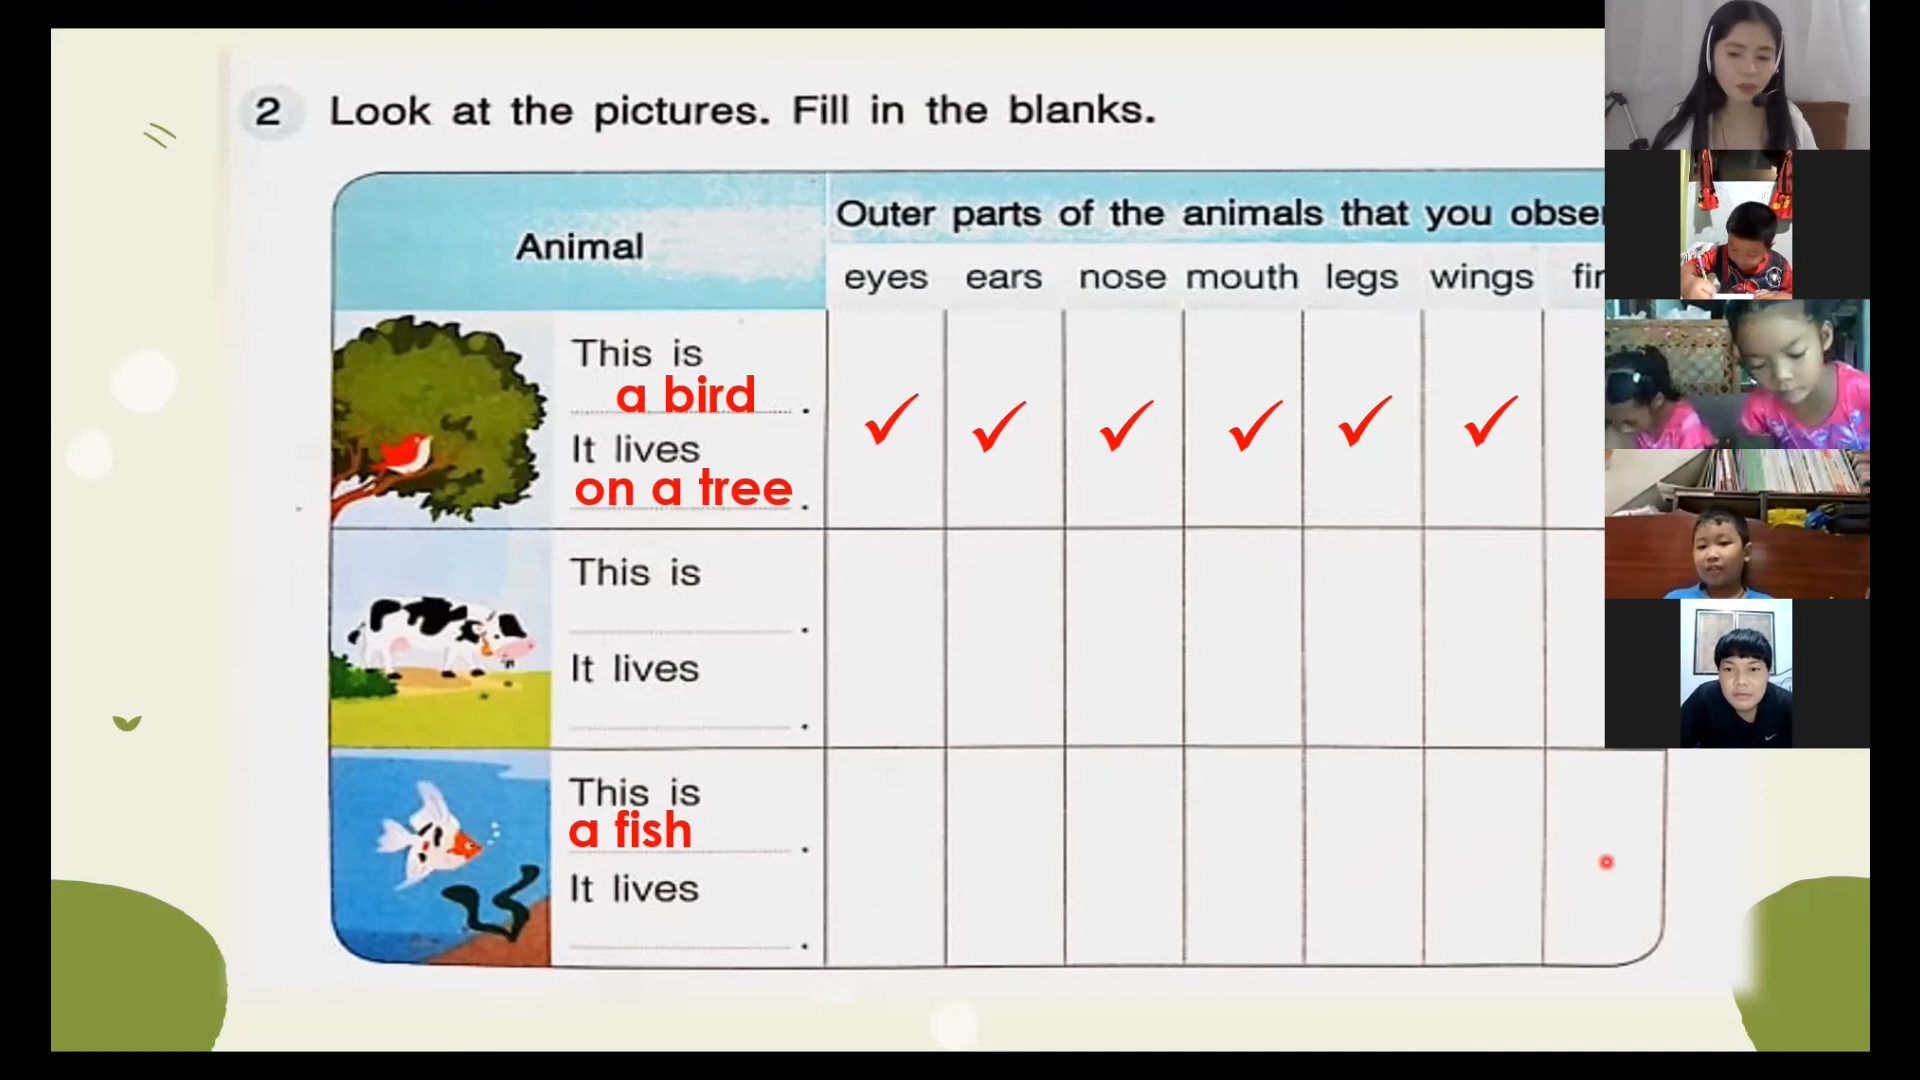 2 Look at the pictures. Fill in the blanks.
Animal
Outer parts of the animals that you obser
eyes ears nose mouth legs wings fin
This is
a bird.
It lives
on a tree.
This is
.
It lives
.
This is
a fish.
It lives
.